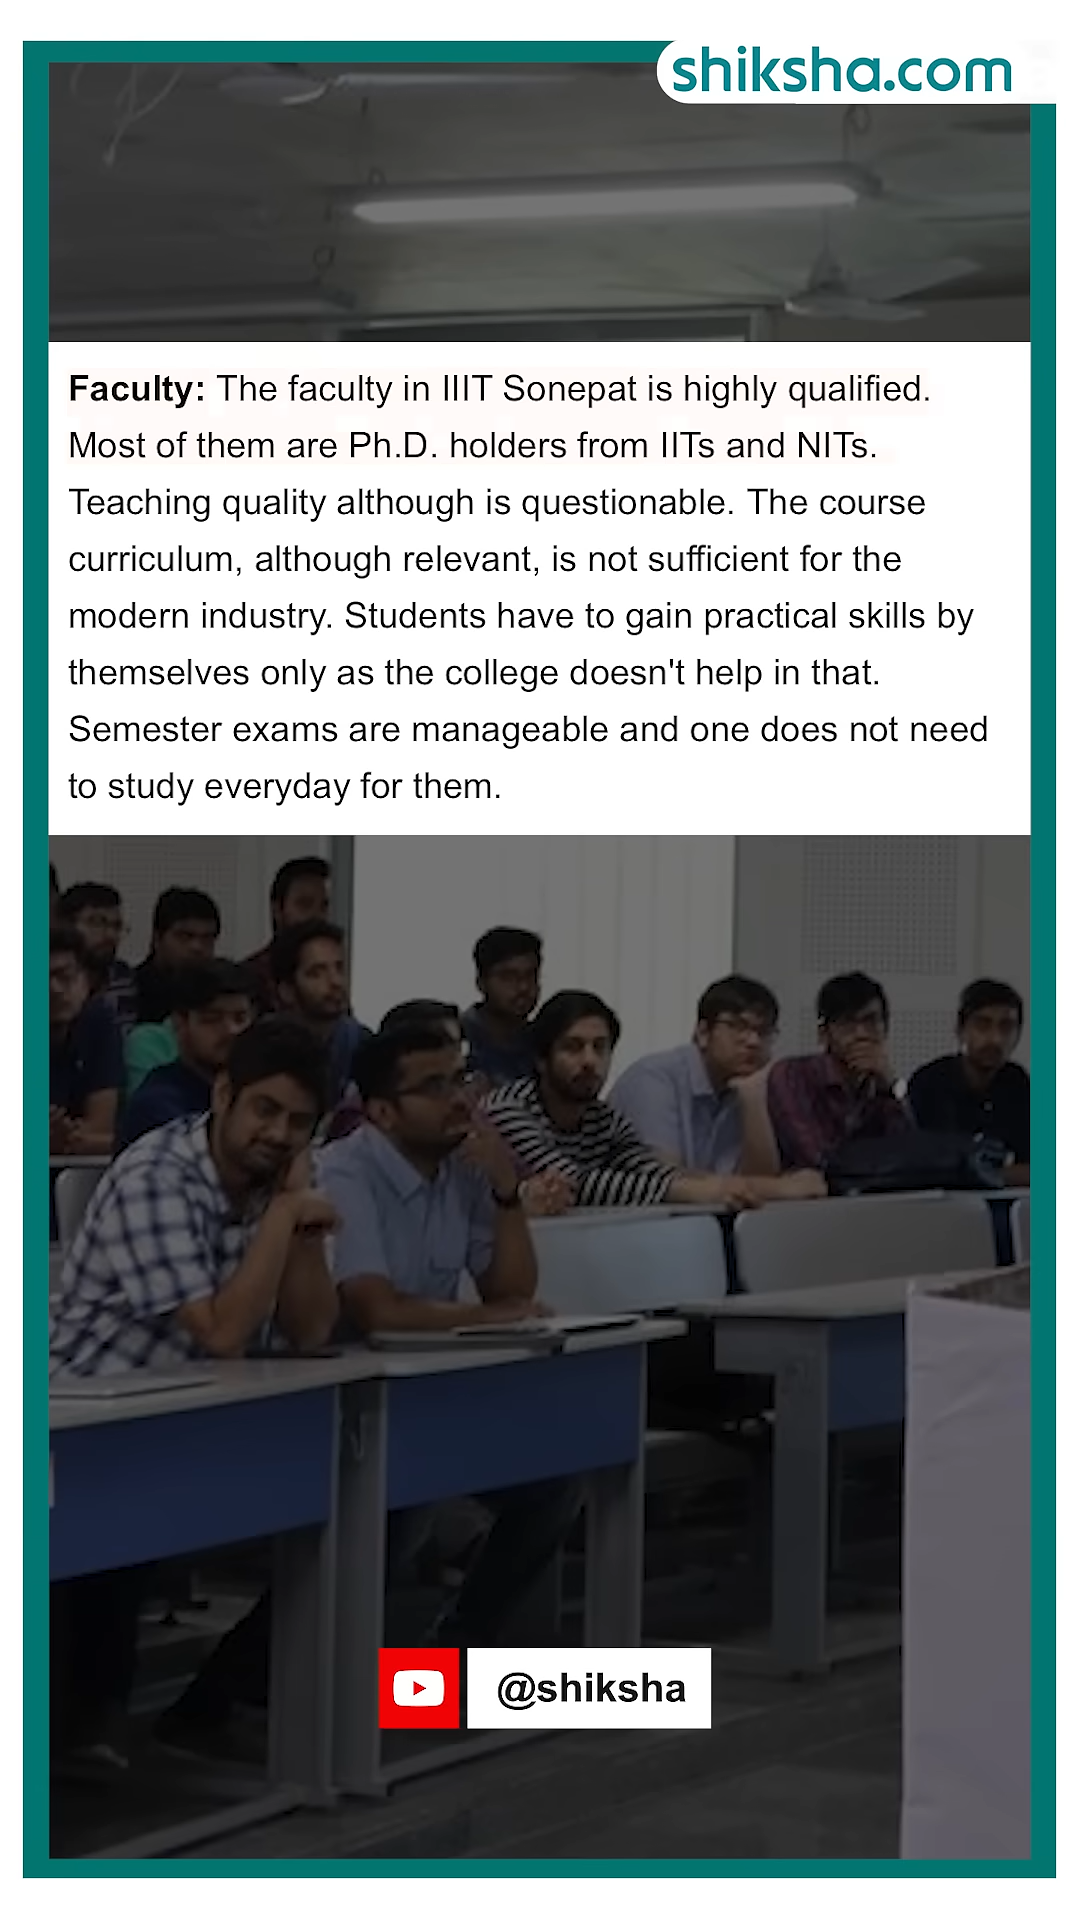 shiksha.com
Faculty: The faculty in IIIT Sonepat is highly qualified.
Most of them are Ph.D. holders from IITs and NITs.
Teaching quality although is questionable. The course
curriculum, although relevant, is not sufficient for the
modern industry. Students have to gain practical skills by
themselves only as the college doesn't help in that.
Semester exams are manageable and one does not need
to study everyday for them.
@shiksha